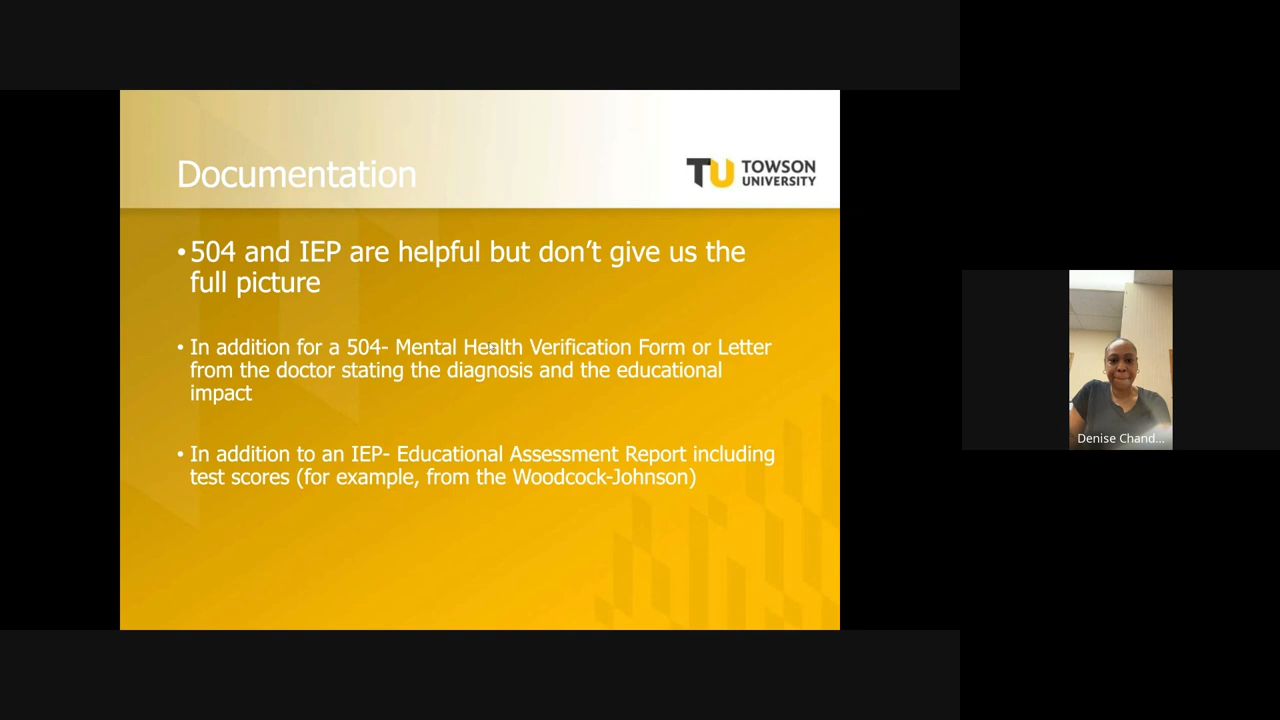 Documentation
TU TOWSON
UNIVERSITY
•504 and IEP are helpful but don’t give us the
full picture
• In addition for a 504- Mental Health Verification Form or Letter
from the doctor stating the diagnosis and the educational
impact
• In addition to an IEP- Educational Assessment Report including
test scores (for example, from the Woodcock-Johnson)
Denise Chand...